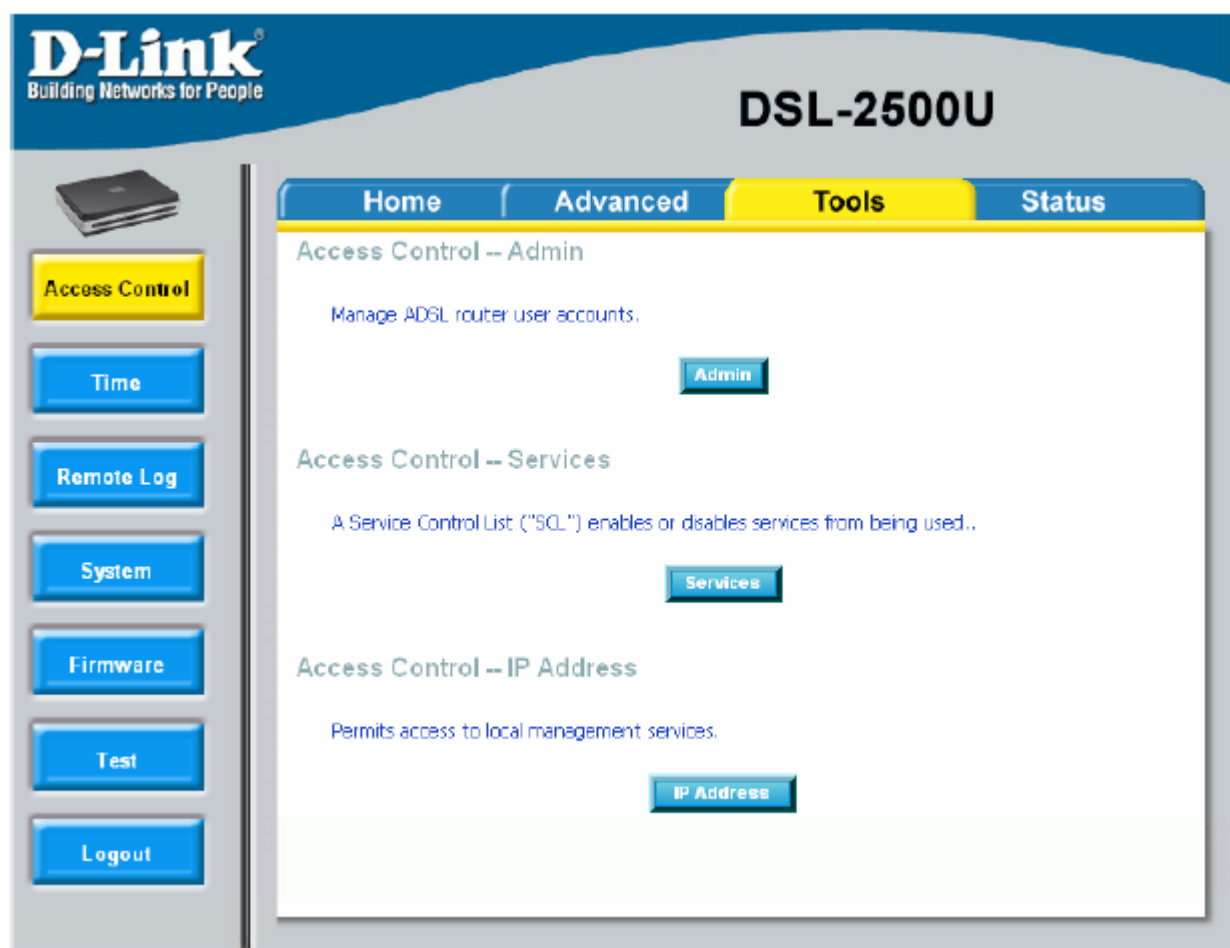 D-Link®
Building Networks for People
DSL-2500U
Home Advanced Tools Status
Access Control
Time
Remote Log
System
Firmware
Test
Logout
Access Control -- Admin
Manage ADSL router user accounts.
Admin
Access Control -- Services
A Service Control List ("SCL") enables or disables services from being used..
Services
Access Control -- IP Address
Permits access to local management services.
IP Address